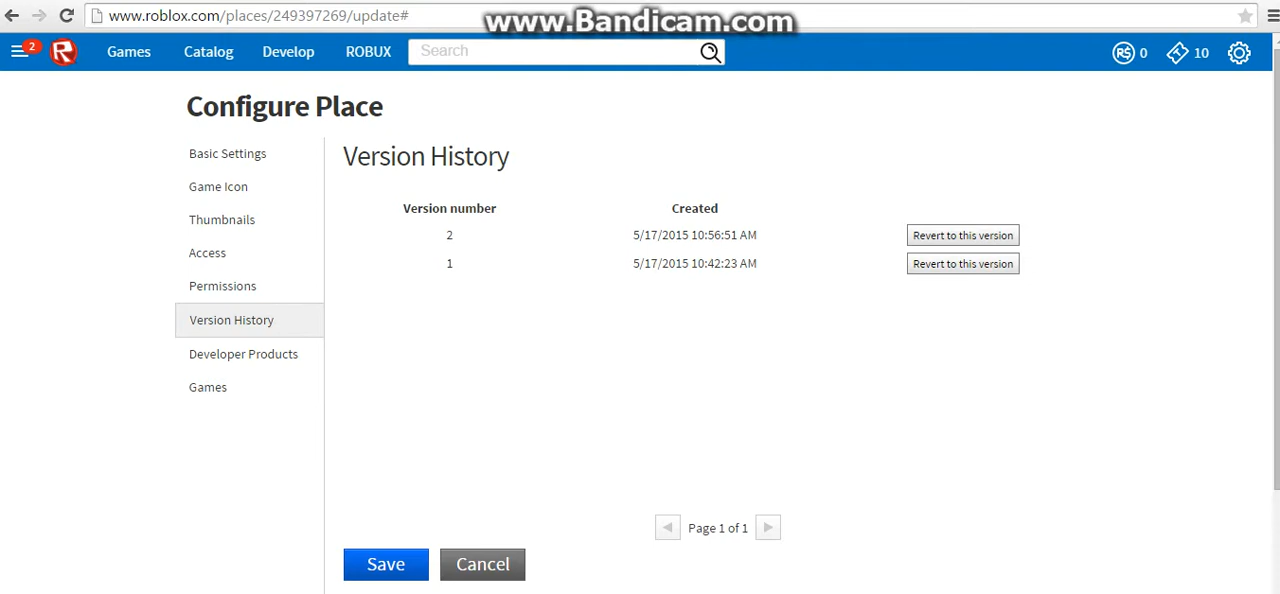 www.roblox.com/places/249397269/update#
www.Bandicam.com
2
R
Games
Catalog
Develop
ROBUX
Search
R$ 0
10
Configure Place
Basic Settings
Game Icon
Thumbnails
Access
Permissions
Version History
Developer Products
Games
Version History
Version number Created
2 5/17/2015 10:56:51 AM Revert to this version
1 5/17/2015 10:42:23 AM Revert to this version
Page 1 of 1
Save
Cancel